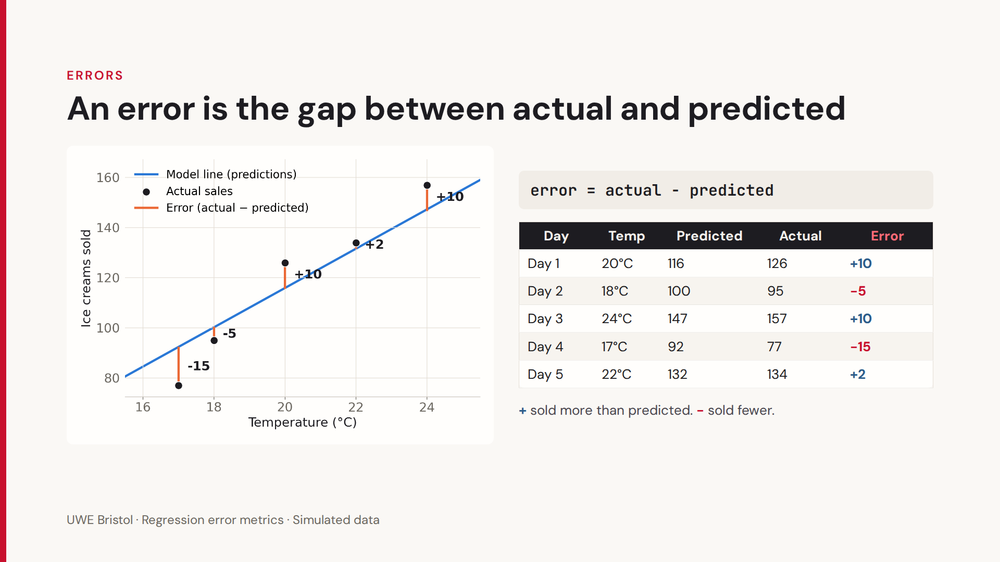 ERRORS
An error is the gap between actual and predicted
Model line (predictions)
Actual sales
Error (actual − predicted)
160
140
120
100
80
Ice creams sold
+10
+2
+10
-5
-15
16 18 20 22 24
Temperature (°C)
error = actual - predicted
Day Temp Predicted Actual Error
Day 1 20°C 116 126 +10
Day 2 18°C 100 95 −5
Day 3 24°C 147 157 +10
Day 4 17°C 92 77 −15
Day 5 22°C 132 134 +2
+ sold more than predicted. − sold fewer.
UWE Bristol · Regression error metrics · Simulated data